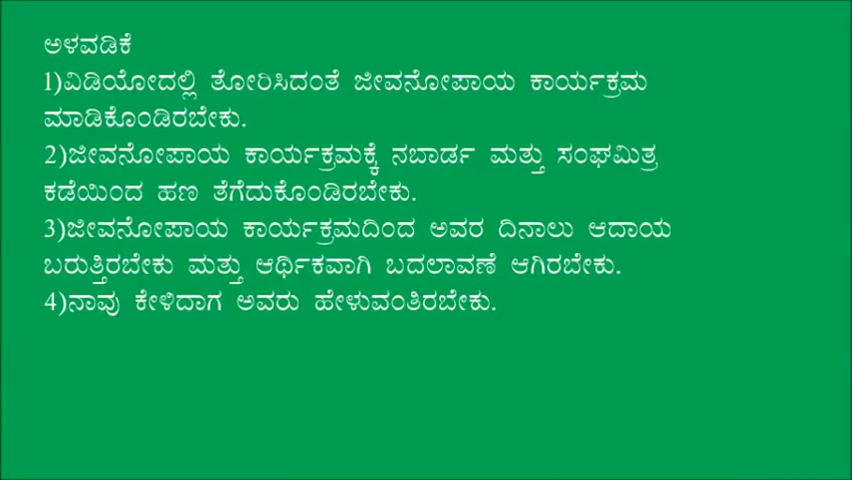 ಅಳವಡಿಕೆ
1)ವಿಡಿಯೋದಲ್ಲಿ ತೋರಿಸಿದಂತೆ ಜೀವನೋಪಾಯ ಕಾರ್ಯಕ್ರಮ
ಮಾಡಿಕೊಂಡಿರಬೇಕು.
2)ಜೀವನೋಪಾಯ ಕಾರ್ಯಕ್ರಮಕ್ಕೆ ನಬಾರ್ಡ ಮತ್ತು ಸಂಘಮಿತ್ರ
ಕಡೆಯಿಂದ ಹಣ ತೆಗೆದುಕೊಂಡಿರಬೇಕು.
3)ಜೀವನೋಪಾಯ ಕಾರ್ಯಕ್ರಮದಿಂದ ಅವರ ದಿನಾಲು ಆದಾಯ
ಬರುತ್ತಿರಬೇಕು ಮತ್ತು ಆರ್ಥಿಕವಾಗಿ ಬದಲಾವಣೆ ಆಗಿರಬೇಕು.
4)ನಾವು ಕೇಳಿದಾಗ ಅವರು ಹೇಳುವಂತಿರಬೇಕು.